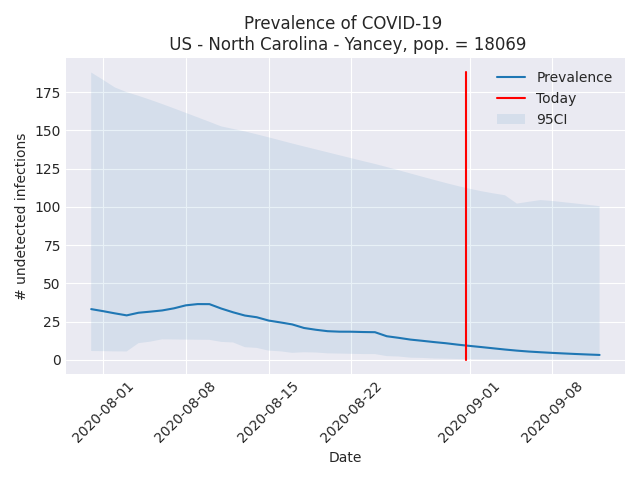 Prevalence of COVID-19
US - North Carolina - Yancey, pop. = 18069
Prevalence
Today
95CI
175
150
125
100
75
50
25
0
# undetected infections
2020-08-01
2020-08-08
2020-08-15
2020-08-22
2020-09-01
2020-09-08
Date